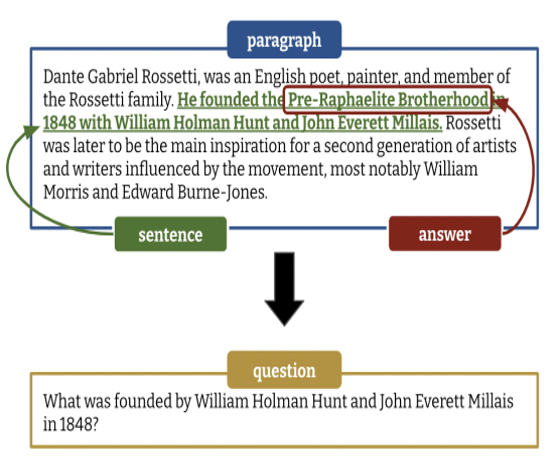 paragraph
Dante Gabriel Rossetti, was an English poet, painter, and member of
the Rossetti family. He founded the Pre-Raphaelite Brotherhood in
1848 with William Holman Hunt and John Everett Millais. Rossetti
was later to be the main inspiration for a second generation of artists
and writers influenced by the movement, most notably William
Morris and Edward Burne-Jones.
sentence
answer
question
What was founded by William Holman Hunt and John Everett Millais
in 1848?